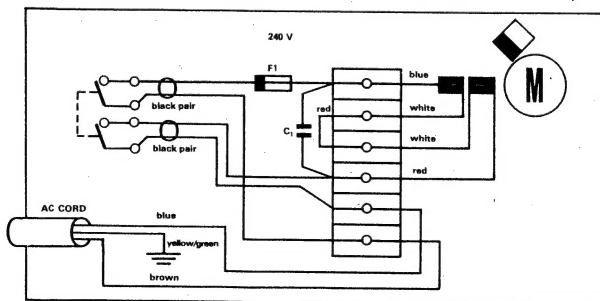 240 V
F1
blue
black pair
red
white
C1
white
black pair
red
AC CORD
blue
yellow/green
brown
M